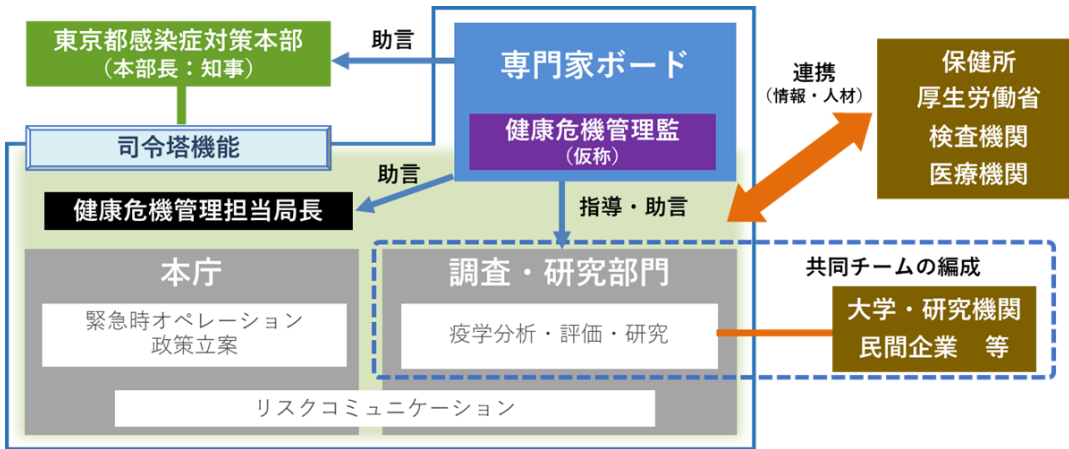 東京都感染症対策本部
（本部長：知事）
助言
専門家ボード
健康危機管理監
（仮称）
連携
（情報・人材）
保健所
厚生労働省
検査機関
医療機関
司令塔機能
助言
健康危機管理担当局長
指導・助言
本庁
緊急時オペレーション
政策立案
調査・研究部門
疫学分析・評価・研究
共同チームの編成
大学・研究機関
民間企業　等
リスクコミュニケーション